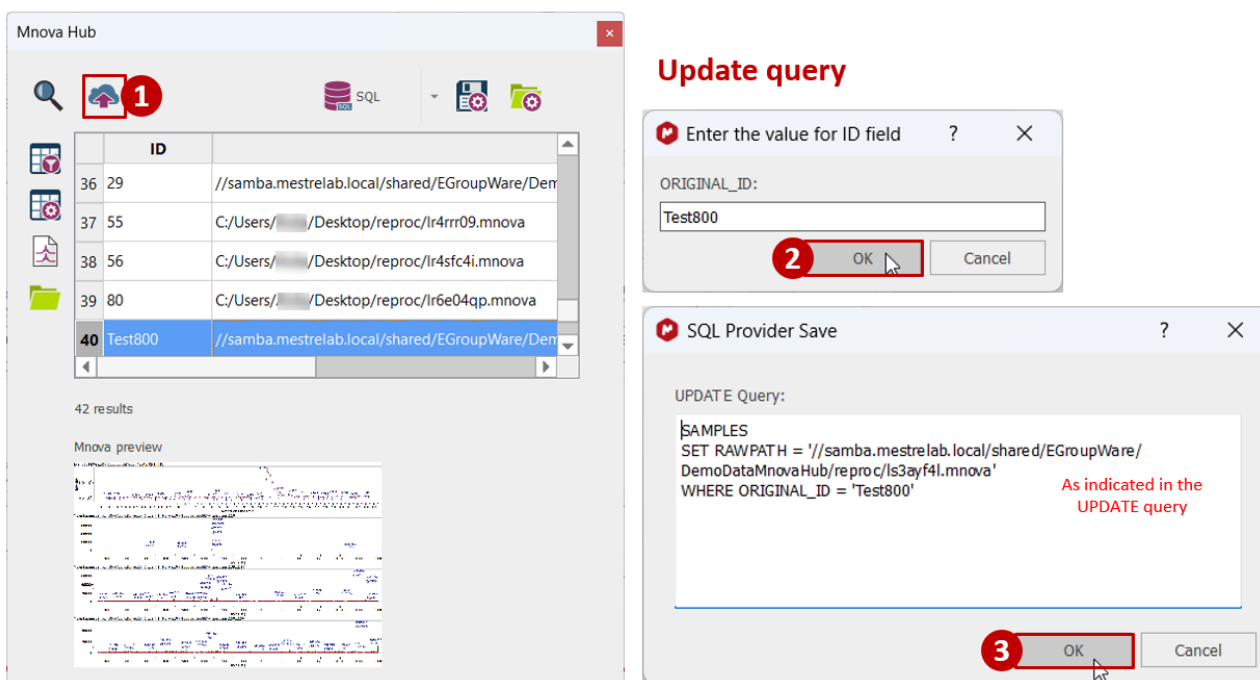 Mnova Hub
1
SQL
SQL
ID
36 29 //samba.mestrelab.local/shared/EGroupWare/Dem
37 55 C:/Users/ /Desktop/reproc/lr4rrr09.mnova
38 56 C:/Users/ /Desktop/reproc/lr4sfc4i.mnova
39 80 C:/Users/ /Desktop/reproc/lr6e04qp.mnova
40 Test800 //samba.mestrelab.local/shared/EGroupWare/Dem
42 results
Mnova preview
Update query
Enter the value for ID field
?
ORIGINAL_ID:
Test800
2 OK Cancel
SQL Provider Save
?
UPDATE Query:
SAMPLES
SET RAWPATH = '//samba.mestrelab.local/shared/EGroupWare/
DemoDataMnovaHub/reproc/ls3ayf4l.mnova'
WHERE ORIGINAL_ID = 'Test800'
As indicated in the
UPDATE query
3 OK Cancel